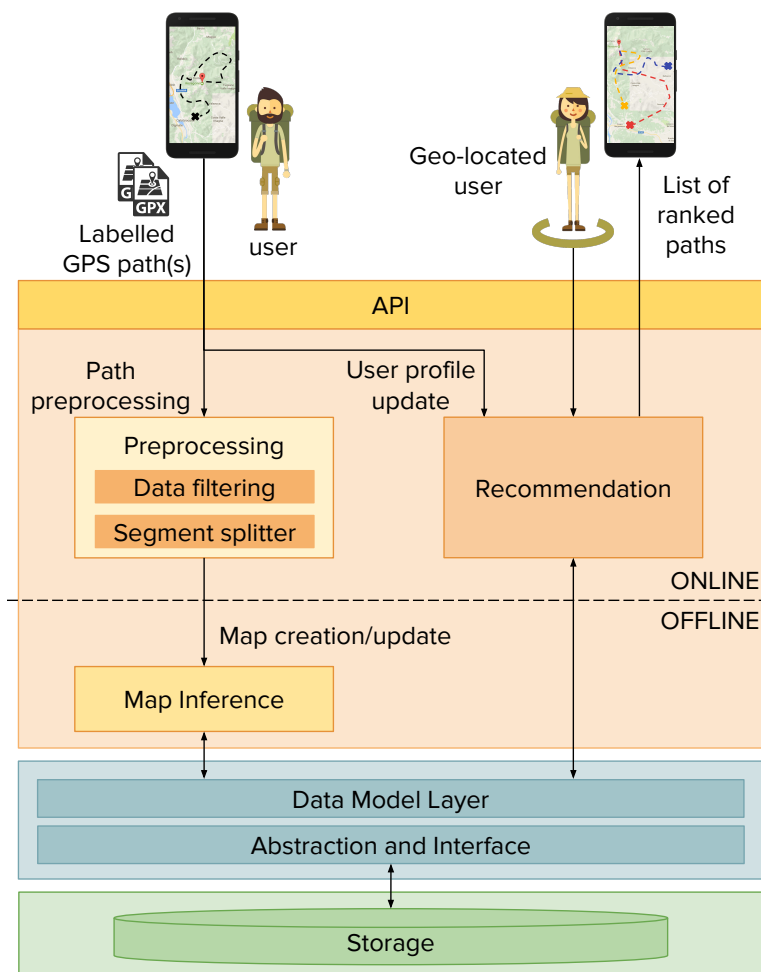 G
GPX
Labelled
GPS path(s)
user
Geo-located
user
List of
ranked
paths
API
Path
preprocessing
User profile
update
Preprocessing
Data filtering
Segment splitter
Recommendation
ONLINE
OFFLINE
Map creation/update
Map Inference
Data Model Layer
Abstraction and Interface
Storage